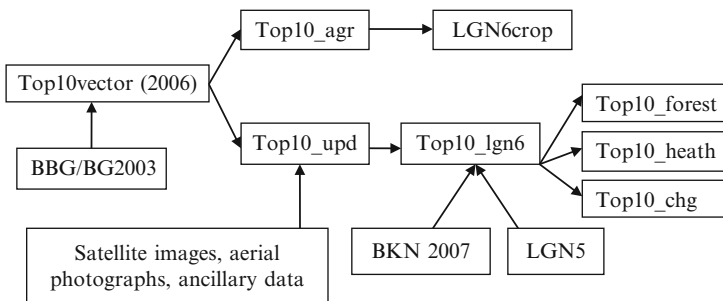 Top10_agr
LGN6crop
Top10vector (2006)
Top10_forest
Top10_upd
Top10_lgn6
Top10_heath
BBG/BG2003
Top10_chg
Satellite images, aerial
photographs, ancillary data
BKN 2007
LGN5